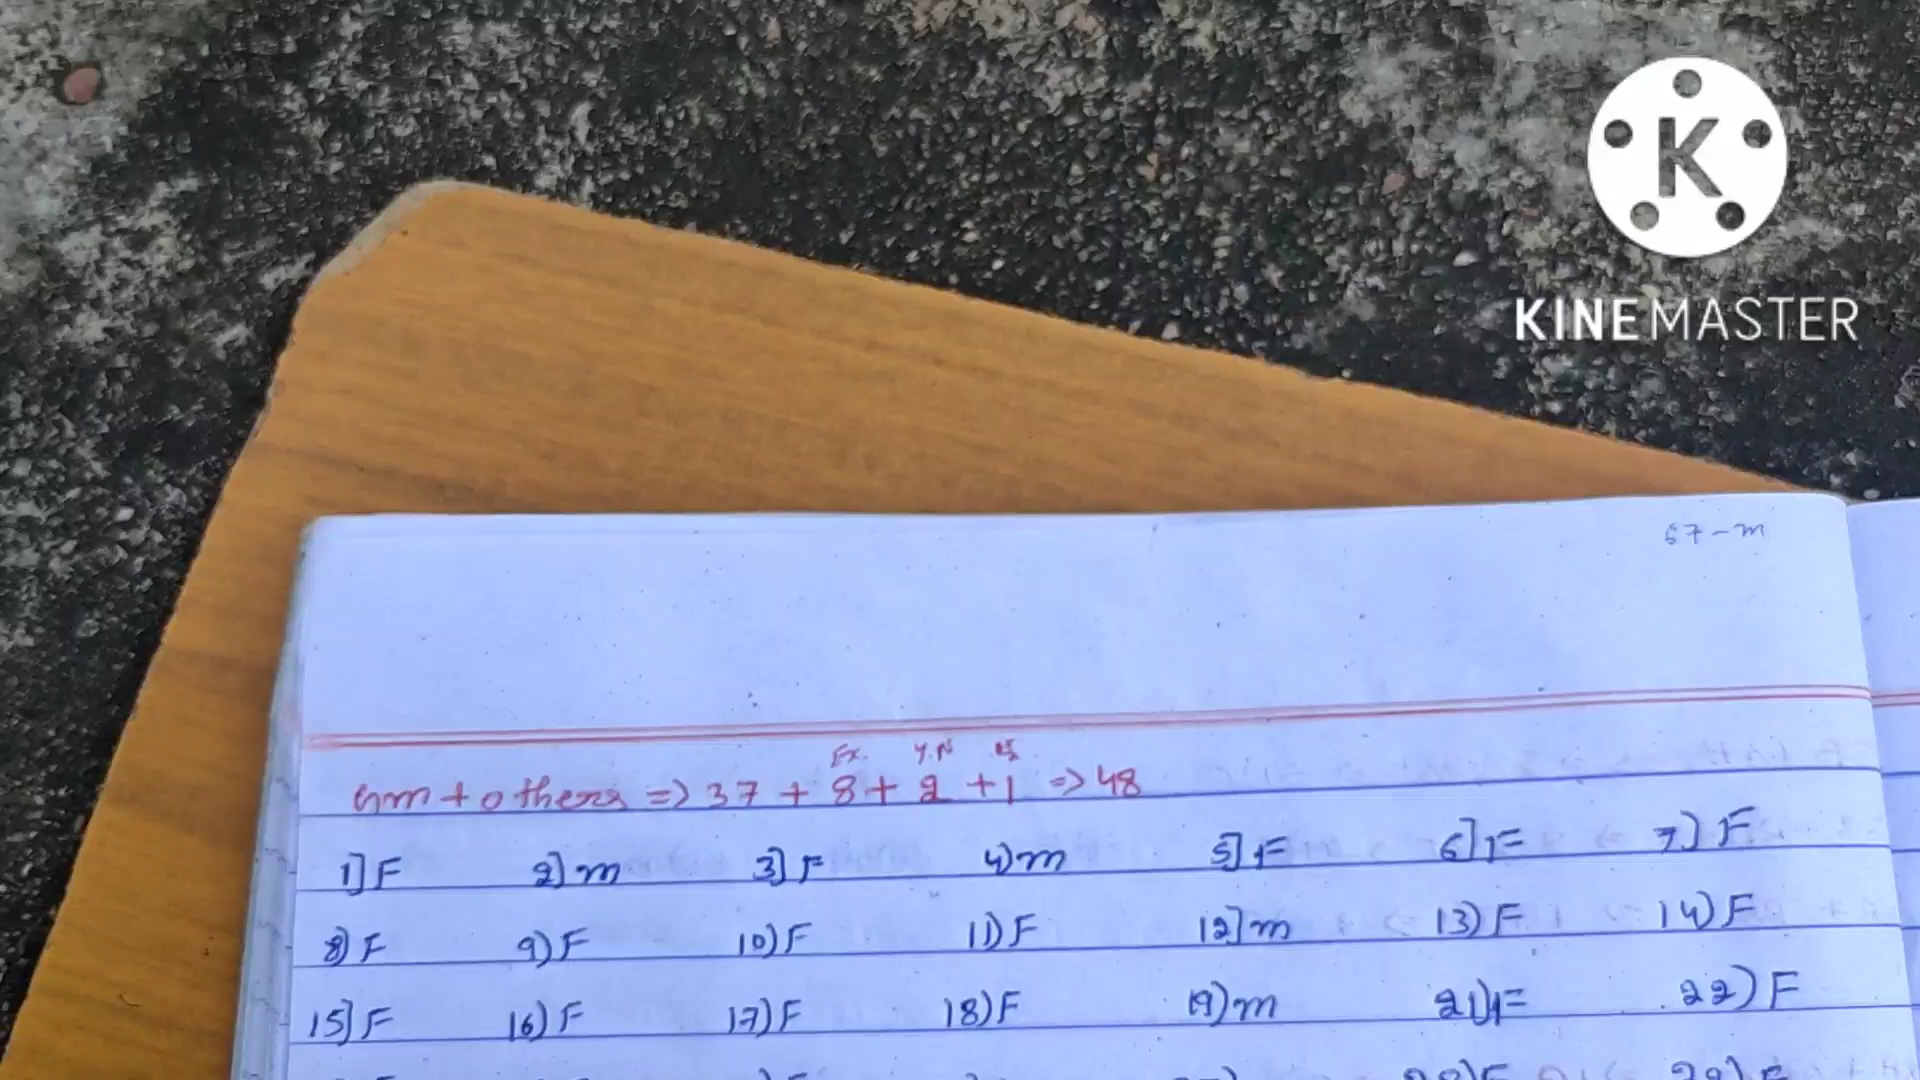 K
KINEMASTER
67-m
Ex. Y.N
Gm + others => 37 + 8 + 2 + 1 => 48
1] F 2] m 3] F 4) m 5] F 6] F 7) F
8) F 9) F 10) F 11) F 12] m 13) F 14) F
15] F 16) F 17) F 18) F 19) m 21) F 22) F